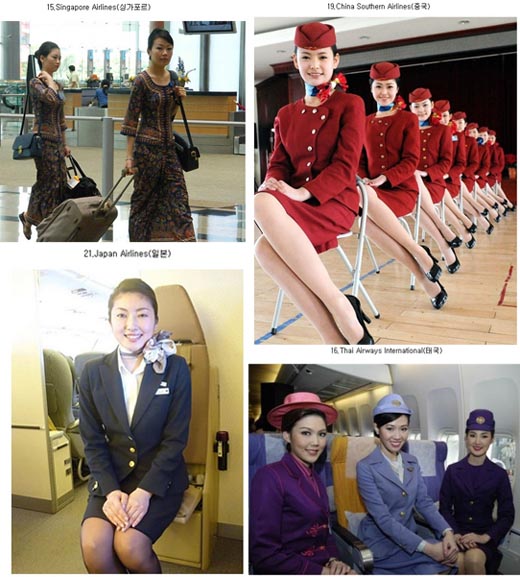 15.Singapore Airlines(싱가포르)
19.China Southern Airlines(중국)
21.Japan Airlines(일본)
16.Thai Airways International(태국)